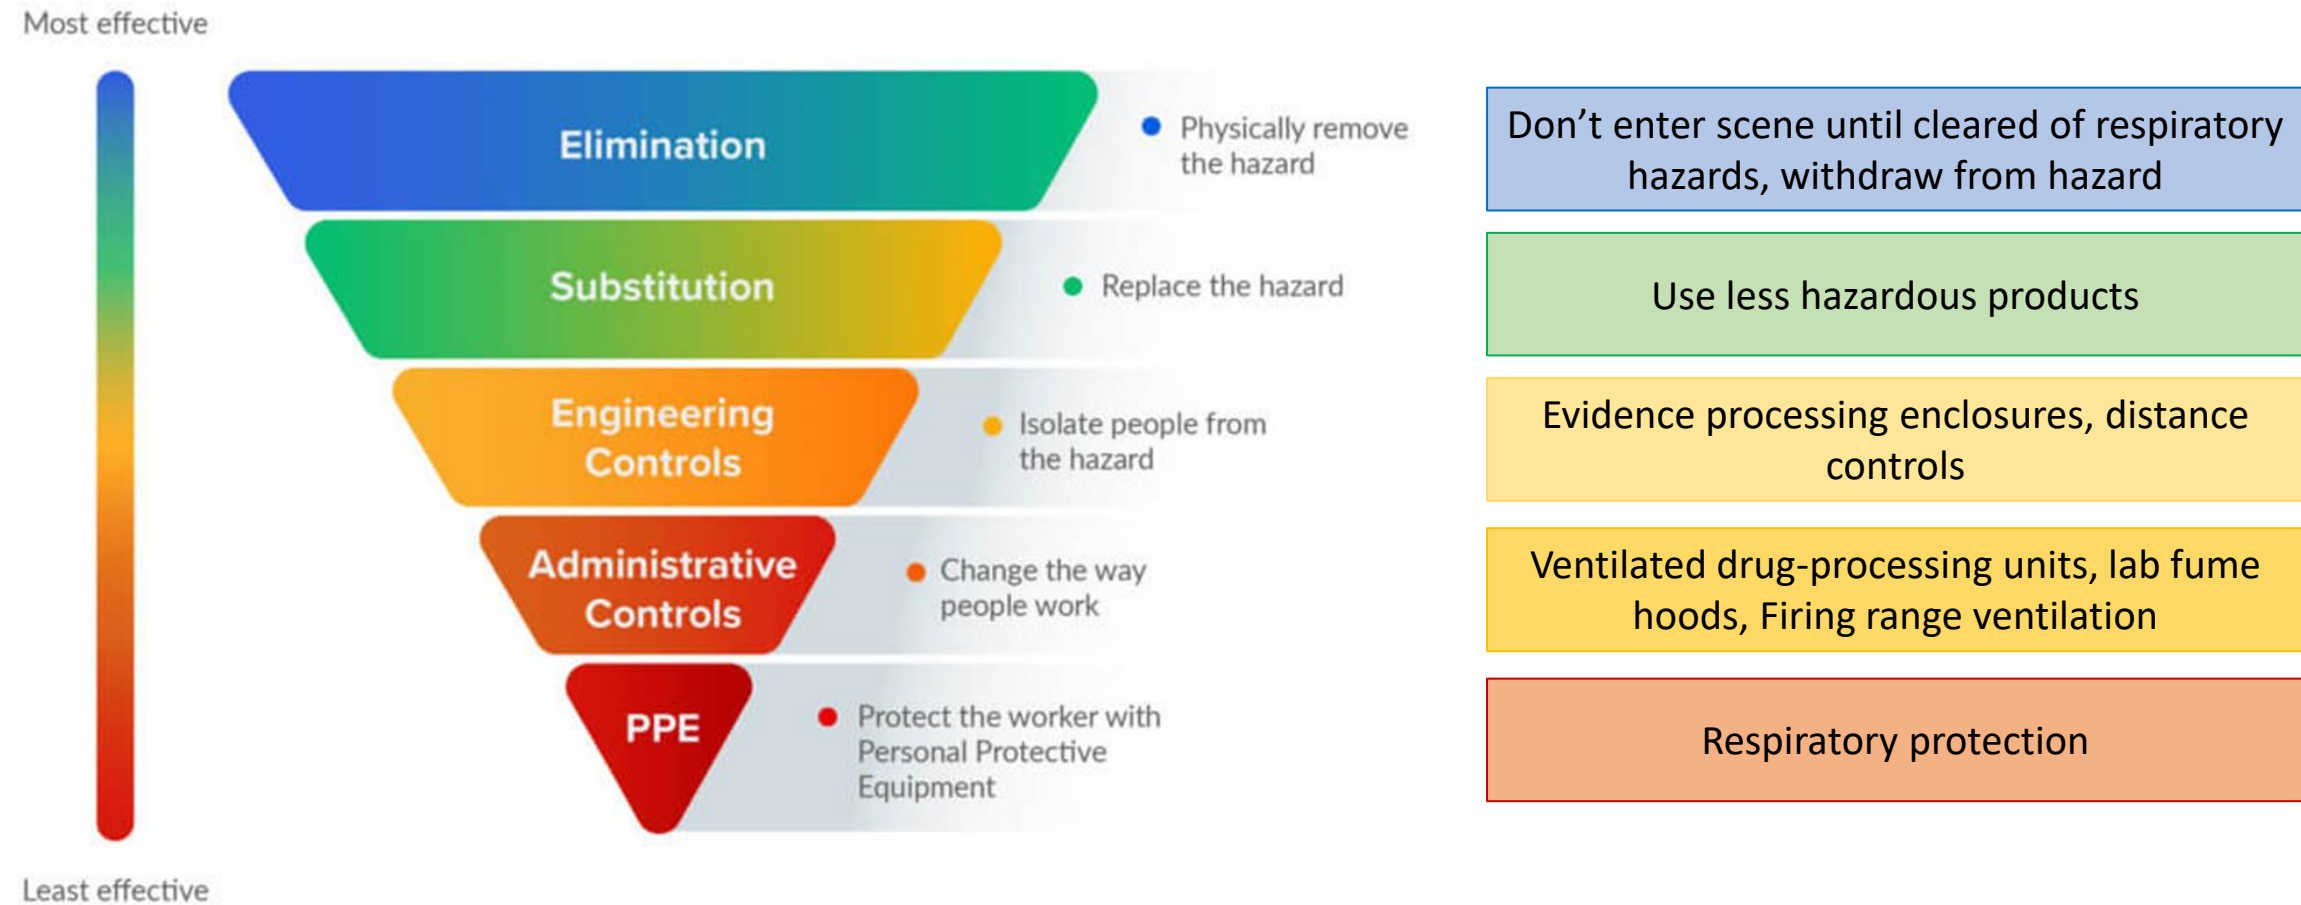 Most effective
Elimination
Physically remove
the hazard
Don’t enter scene until cleared of respiratory
hazards, withdraw from hazard
Substitution
Replace the hazard
Use less hazardous products
Engineering
Controls
Isolate people from
the hazard
Evidence processing enclosures, distance
controls
Administrative
Controls
Change the way
people work
Ventilated drug-processing units, lab fume
hoods, Firing range ventilation
PPE
Protect the worker with
Personal Protective
Equipment
Respiratory protection
Least effective